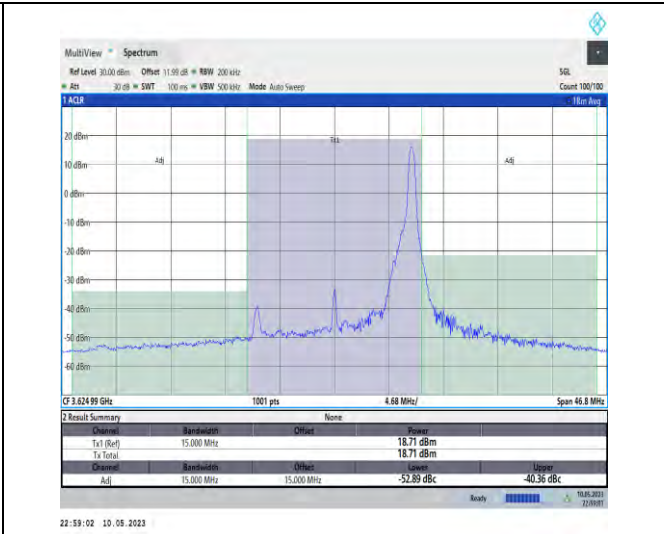 MultiView Spectrum
Ref Level 30.00 dBm Offset 11.99 dB RBW 200 kHz SGL
Att 30 dB SWT 100 ms VBW 500 kHz Mode Auto Sweep Count 100/100
1 ACLR 1Rm Avg
Tx1
20 dBm
Adj Adj
10 dBm
0 dBm
-10 dBm
-20 dBm
-30 dBm
-40 dBm
-50 dBm
-60 dBm
CF 3.624 99 GHz 1001 pts 4.68 MHz/ Span 46.8 MHz
2 Result Summary None
Channel Bandwidth Offset Power
Tx1 (Ref) 15.000 MHz 18.71 dBm
Tx Total 18.71 dBm
Channel Bandwidth Offset Lower Upper
Adj 15.000 MHz 15.000 MHz -52.89 dBc -40.36 dBc
Ready 10.05.2023
22:59:02 10.05.2023